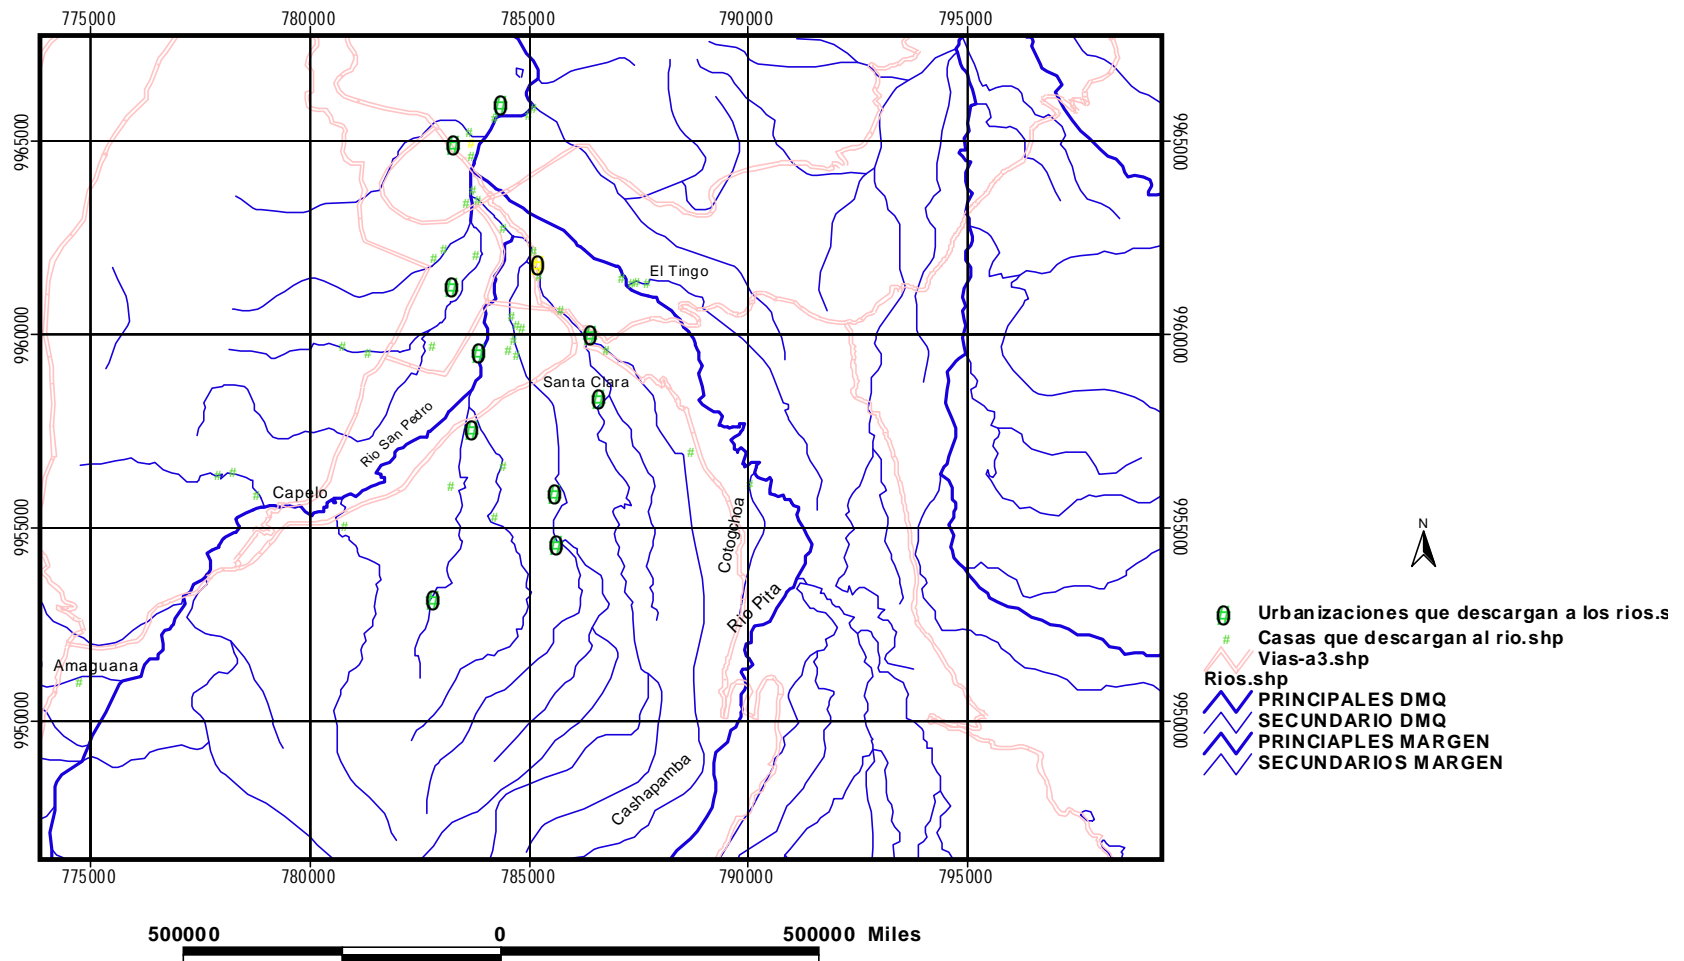 775000 780000 785000 790000 795000
9965000 9965000
El Tingo
9960000 9960000
Santa Clara
Rio San Pedro
Capelo
Cotogchoa
9955000 9955000
N
Rio Pita
Urbanizaciones que descargan a los rios.s
# Casas que descargan al rio.shp
Vias-a3.shp
Amaguana
Rios.shp
PRINCIPALES DMQ
SECUNDARIO DMQ
9950000 9950000
PRINCIAPLES MARGEN
SECUNDARIOS MARGEN
Cashapamba
775000 780000 785000 790000 795000
500000 0 500000 Miles